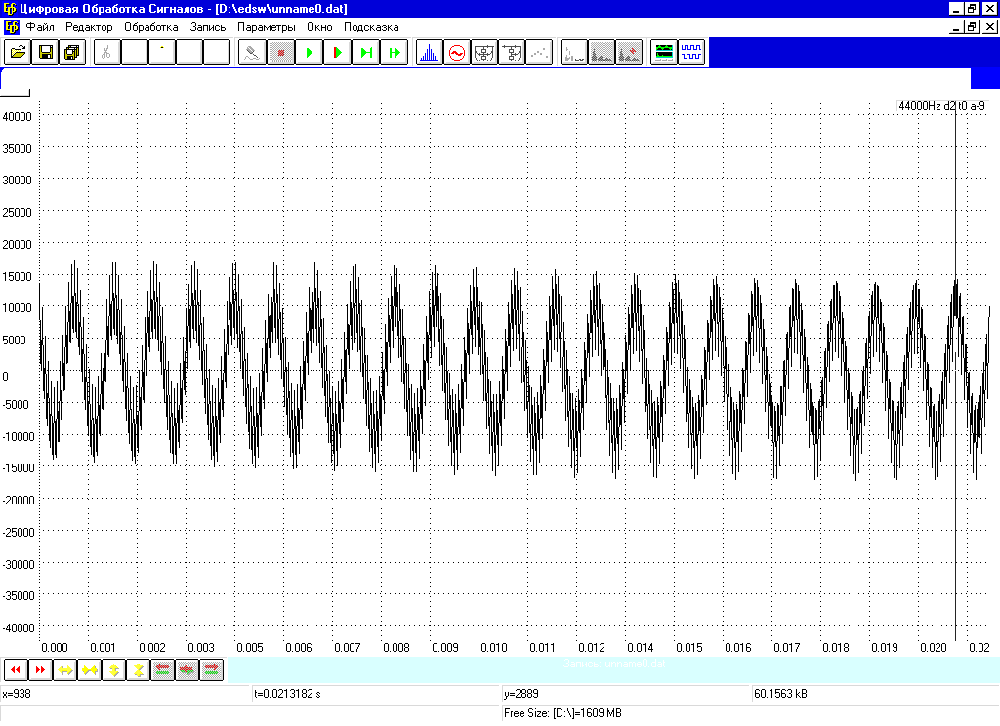 Цифровая Обработка Сигналов - [D:\edsw\unname0.dat]
Файл Редактор Обработка Запись Параметры Окно Подсказка
44000Hz d2 t0 a-9
40000
35000
30000
25000
20000
15000
10000
5000
0
-5000
-10000
-15000
-20000
-25000
-30000
-35000
-40000
0.000 0.001 0.002 0.003 0.005 0.006 0.007 0.008 0.009 0.010 0.011 0.012 0.014 0.015 0.016 0.017 0.018 0.019 0.020 0.02
Запись: unname0.dat
x=938 t=0.0213182 s y=2889 60.1563 kB
Free Size: [D:\]=1609 MB